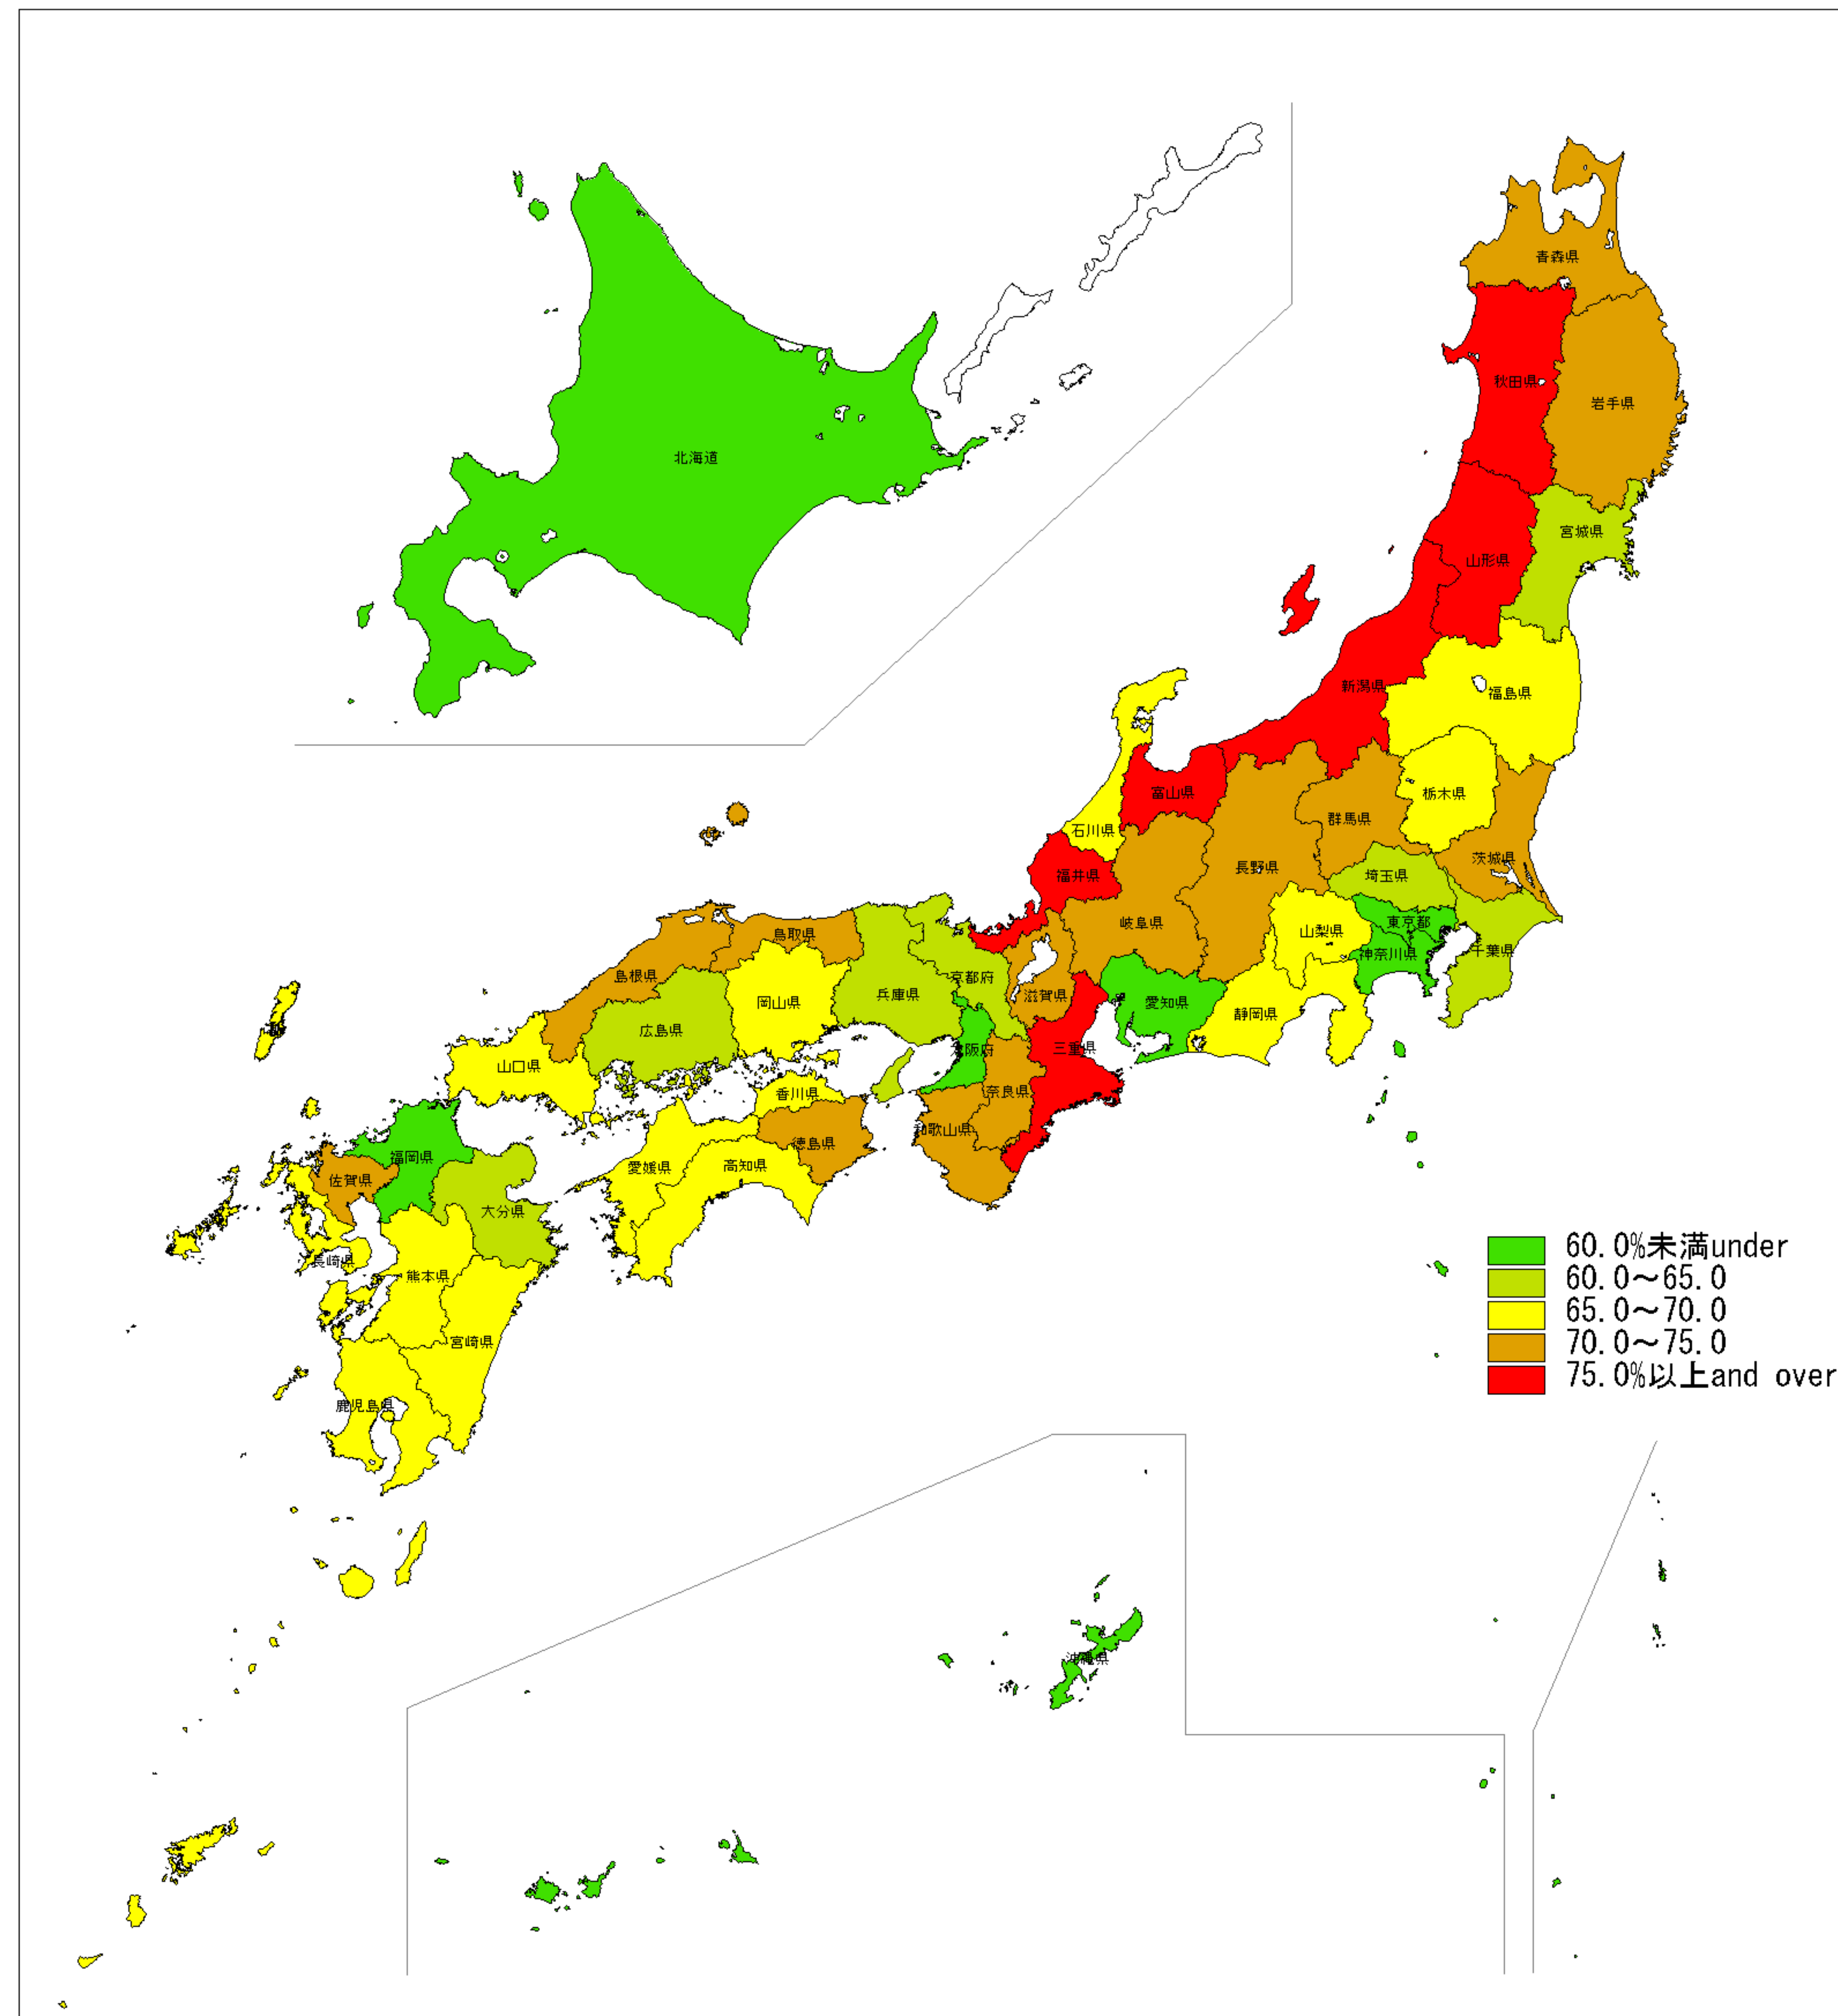 北海道
青森県
秋田県
岩手県
宮城県
山形県
新潟県
福島県
富山県
栃木県
石川県
群馬県
茨城県
福井県
長野県
埼玉県
岐阜県
山梨県
東京都
神奈川県
千葉県
鳥取県
島根県
京都府
滋賀県
兵庫県
岡山県
愛知県
静岡県
広島県
阪府
三重県
山口県
香川県
奈良県
和歌山県
徳島県
福岡県
愛媛県
高知県
佐賀県
大分県
長崎県
熊本県
宮崎県
鹿児島県
60.0%未満under
60.0～65.0
65.0～70.0
70.0～75.0
75.0%以上and over
沖縄県